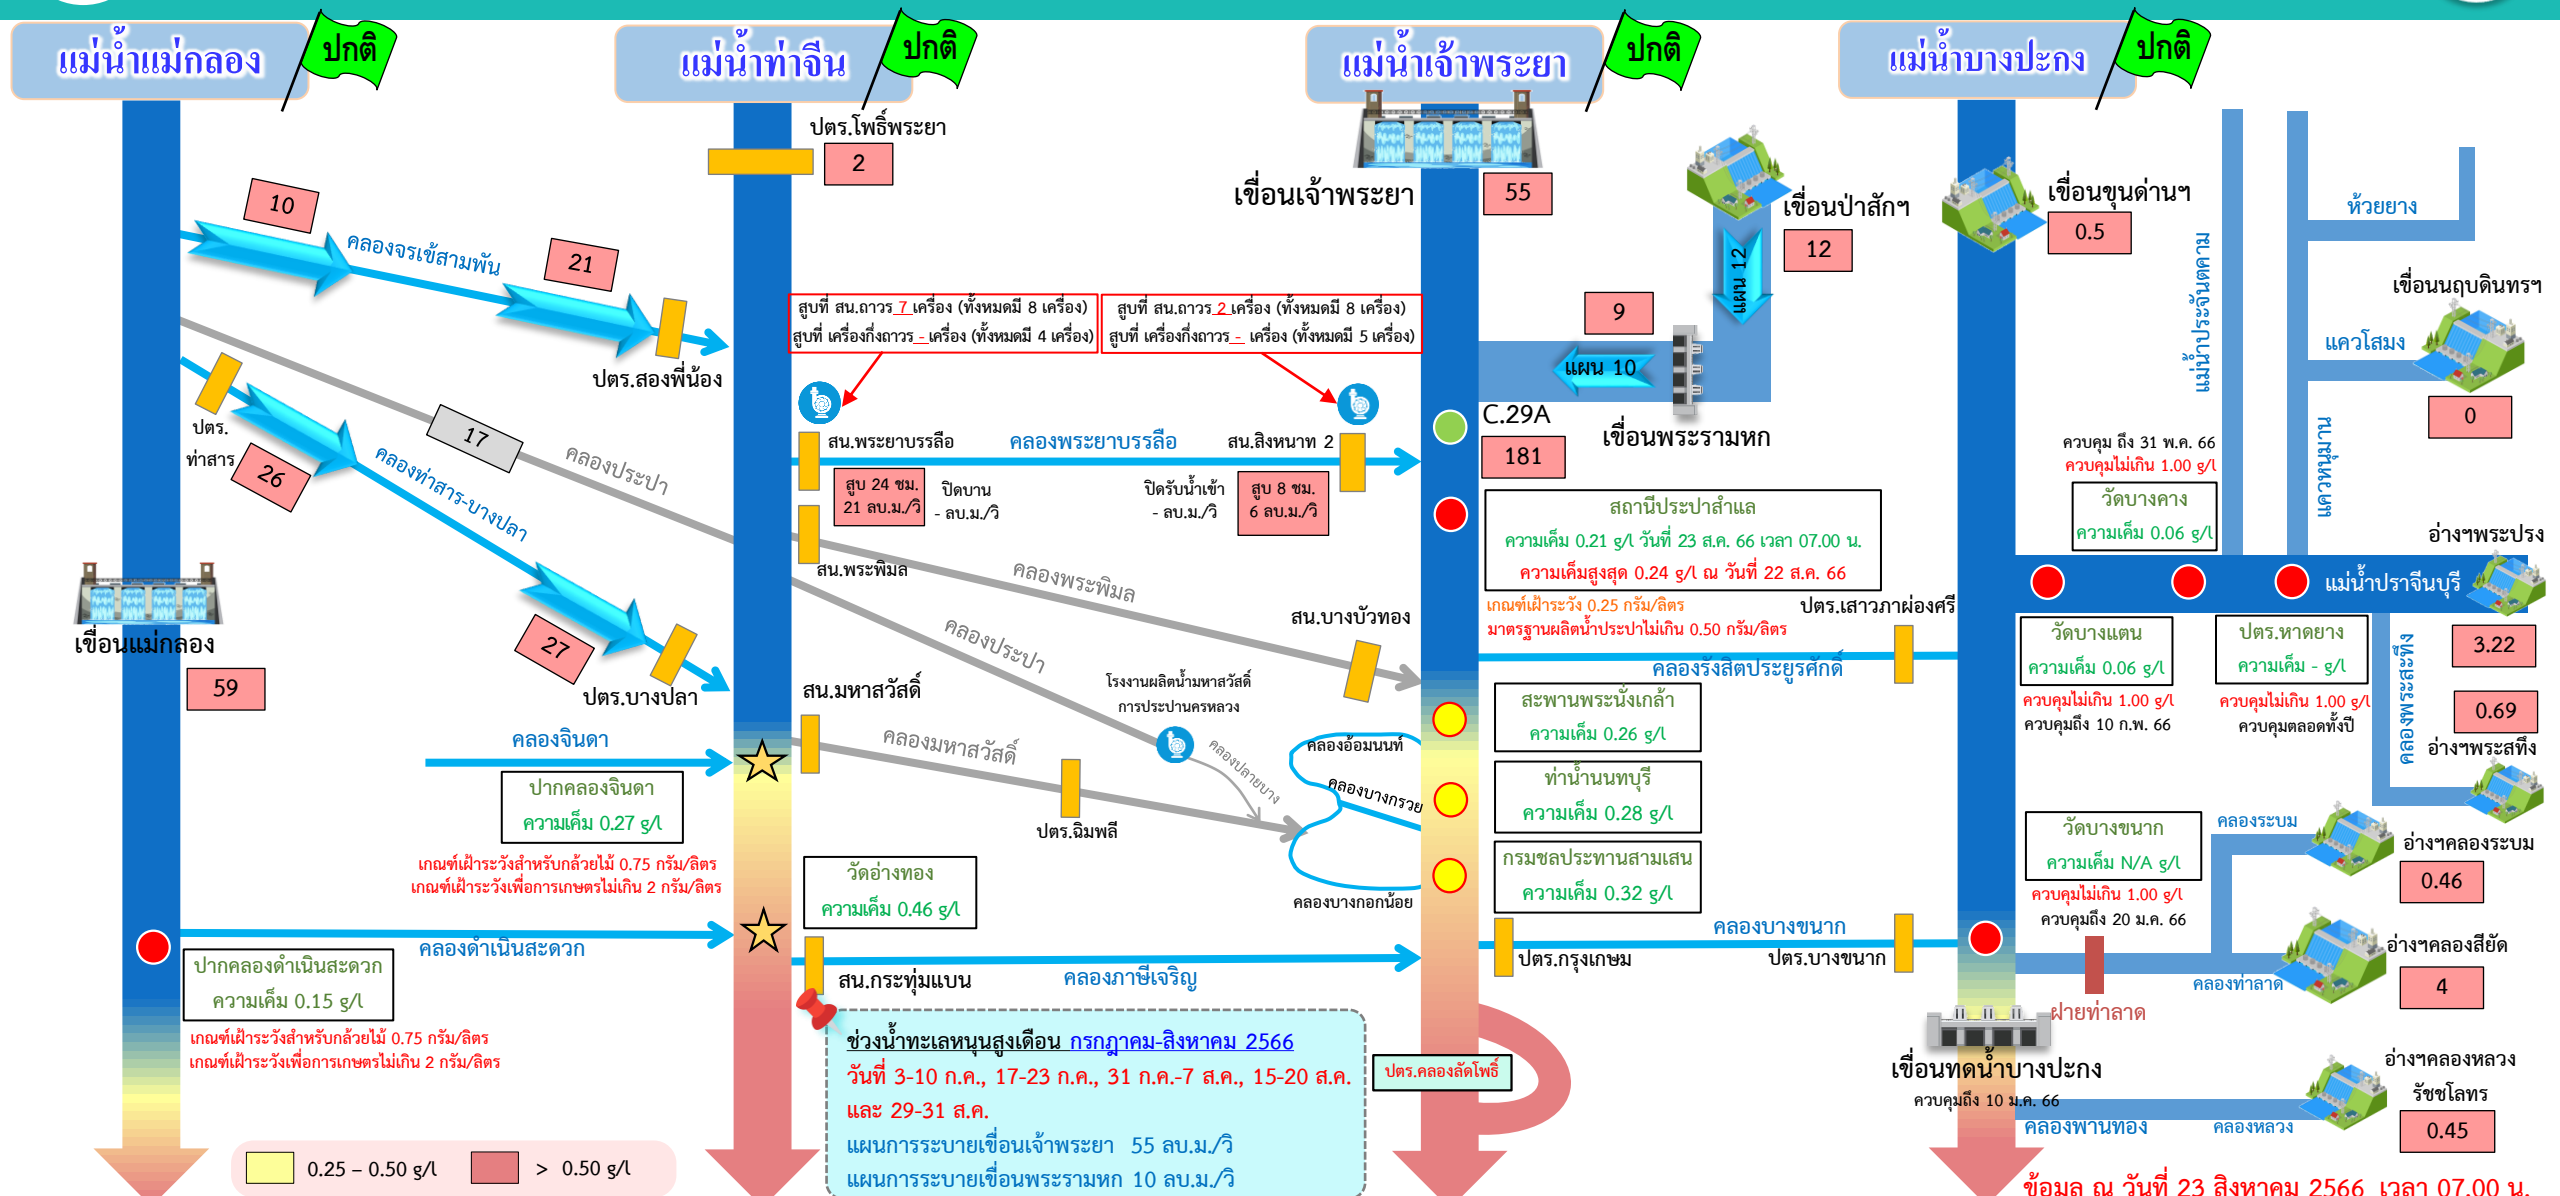 แม่น้ำแม่กลอง
ปกติ
แม่น้ำท่าจีน
ปกติ
แม่น้ำเจ้าพระยา
ปกติ
แม่น้ำบางปะกง
ปกติ
ปตร.โพธิ์พระยา
2
เขื่อนเจ้าพระยา
55
เขื่อนป่าสักฯ
12
แผน 12
9
แผน 10
เขื่อนพระรามหก
เขื่อนขุนด่านฯ
0.5
แม่น้ำประจันตคาม
ห้วยยาง
เขื่อนนฤบดินทรฯ
แควโสมง
0
แควหนุมาน
10
คลองจรเข้สามพัน
21
ปตร.สองพี่น้อง
สูบที่ สน.ถาวร 7 เครื่อง (ทั้งหมดมี 8 เครื่อง)
สูบที่ เครื่องกึ่งถาวร - เครื่อง (ทั้งหมดมี 4 เครื่อง)
สูบที่ สน.ถาวร 2 เครื่อง (ทั้งหมดมี 8 เครื่อง)
สูบที่ เครื่องกึ่งถาวร - เครื่อง (ทั้งหมดมี 5 เครื่อง)
ปตร.
ท่าสาร
26
17
คลองท่าสาร-บางปลา
คลองประปา
27
ปตร.บางปลา
สน.พระยาบรรลือ
คลองพระยาบรรลือ
สน.สิงหนาท 2
สูบ 24 ชม.
21 ลบ.ม./วิ
ปิดบาน
- ลบ.ม./วิ
ปิดรับน้ำเข้า
- ลบ.ม./วิ
สูบ 8 ชม.
6 ลบ.ม./วิ
C.29A
181
สน.พระพิมล
คลองพระพิมล
สน.บางบัวทอง
คลองประปา
สถานีประปาสำแล
ความเค็ม 0.21 g/l วันที่ 23 ส.ค. 66 เวลา 07.00 น.
ความเค็มสูงสุด 0.24 g/l ณ วันที่ 22 ส.ค. 66
เกณฑ์เฝ้าระวัง 0.25 กรัม/ลิตร
มาตรฐานผลิตน้ำประปาไม่เกิน 0.50 กรัม/ลิตร
ปตร.เสาวภาผ่องศรี
คลองรังสิตประยูรศักดิ์
ควบคุม ถึง 31 พ.ค. 66
ควบคุมไม่เกิน 1.00 g/l
วัดบางคาง
ความเค็ม 0.06 g/l
อ่างฯพระปรง
แม่น้ำปราจีนบุรี
3.22
วัดบางแตน
ความเค็ม 0.06 g/l
ควบคุมไม่เกิน 1.00 g/l
ควบคุมถึง 10 ก.พ. 66
ปตร.หาดยาง
ความเค็ม - g/l
ควบคุมไม่เกิน 1.00 g/l
ควบคุมตลอดทั้งปี
คลองพระสะทึง
0.69
อ่างฯพระสทึง
เขื่อนแม่กลอง
59
คลองจินดา
ปากคลองจินดา
ความเค็ม 0.27 g/l
เกณฑ์เฝ้าระวังสำหรับกล้วยไม้ 0.75 กรัม/ลิตร
เกณฑ์เฝ้าระวังเพื่อการเกษตรไม่เกิน 2 กรัม/ลิตร
สน.มหาสวัสดิ์
คลองมหาสวัสดิ์
ปตร.ฉิมพลี
โรงงานผลิตน้ำมหาสวัสดิ์
การประปานครหลวง
คลองปลายบาง
คลองอ้อมนนท์
คลองบางกรวย
คลองบางกอกน้อย
สะพานพระนั่งเกล้า
ความเค็ม 0.26 g/l
ท่าน้ำนนทบุรี
ความเค็ม 0.28 g/l
กรมชลประทานสามเสน
ความเค็ม 0.32 g/l
วัดบางขนาก
ความเค็ม N/A g/l
ควบคุมไม่เกิน 1.00 g/l
ควบคุมถึง 20 ม.ค. 66
คลองระบม
อ่างฯคลองระบม
0.46
อ่างฯคลองสียัด
4
คลองท่าลาด
ฝายท่าลาด
วัดอ่างทอง
ความเค็ม 0.46 g/l
คลองดำเนินสะดวก
ปากคลองดำเนินสะดวก
ความเค็ม 0.15 g/l
เกณฑ์เฝ้าระวังสำหรับกล้วยไม้ 0.75 กรัม/ลิตร
เกณฑ์เฝ้าระวังเพื่อการเกษตรไม่เกิน 2 กรัม/ลิตร
สน.กระทุ่มแบน
คลองภาษีเจริญ
ปตร.กรุงเกษม
คลองบางขนาก
ปตร.บางขนาก
ช่วงน้ำทะเลหนุนสูงเดือน กรกฎาคม-สิงหาคม 2566
วันที่ 3-10 ก.ค., 17-23 ก.ค., 31 ก.ค.-7 ส.ค., 15-20 ส.ค.
และ 29-31 ส.ค.
แผนการระบายเขื่อนเจ้าพระยา 55 ลบ.ม./วิ
แผนการระบายเขื่อนพระรามหก 10 ลบ.ม./วิ
ปตร.คลองลัดโพธิ์
เขื่อนทดน้ำบางปะกง
ควบคุมถึง 10 ม.ค. 66
คลองพานทอง
คลองหลวง
อ่างฯคลองหลวง
รัชชโลทร
0.45
0.25 – 0.50 g/l
> 0.50 g/l
ข้อมูล ณ วันที่ 23 สิงหาคม 2566 เวลา 07.00 น.